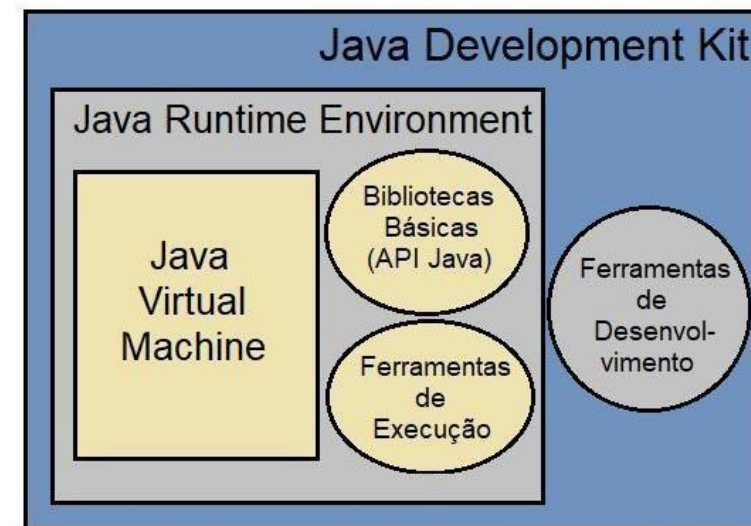 Java Development Kit
Java Runtime Environment
Java
Virtual
Machine
Bibliotecas
Básicas
(API Java)
Ferramentas
de
Execução
Ferramentas
de
Desenvol-
vimento